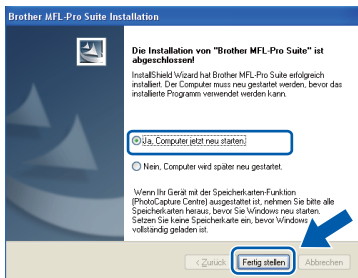 Brother MFL-Pro Suite Installation
Die Installation von "Brother MFL-Pro Suite" ist
abgeschlossen!
InstallShield Wizard hat Brother MFL-Pro Suite erfolgreich
installiert. Der Computer muss neu gestartet werden, bevor das
installierte Programm verwendet werden kann.
Ja, Computer jetzt neu starten.
Nein, Computer wird später neu gestartet.
Wenn Ihr Gerät mit der Speicherkarten-Funktion
(PhotoCapture Centre) ausgestattet ist, nehmen Sie bitte alle
Speicherkarten heraus, bevor Sie Windows neu starten.
Setzen Sie keine Speicherkarte ein, bevor Windows
vollständig geladen ist.
< Zurück Fertig stellen Abbrechen